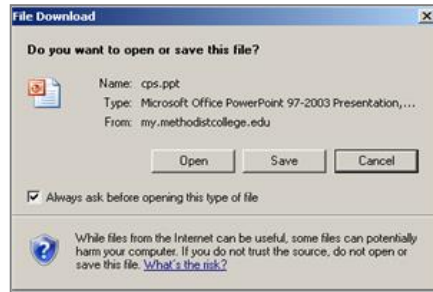 File Download
Do you want to open or save this file?
Name: cps.ppt
Type: Microsoft Office PowerPoint 97-2003 Presentation,...
From: my.methodistcollege.edu
Open Save Cancel
Always ask before opening this type of file
While files from the Internet can be useful, some files can potentially
harm your computer. If you do not trust the source, do not open or
save this file. What's the risk?